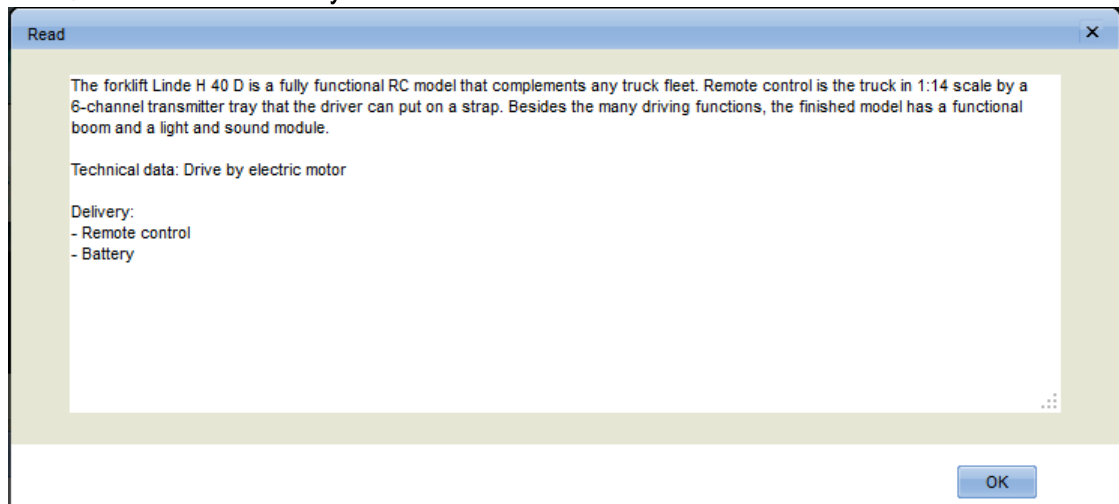 Read
The forklift Linde H 40 D is a fully functional RC model that complements any truck fleet. Remote control is the truck in 1:14 scale by a
6-channel transmitter tray that the driver can put on a strap. Besides the many driving functions, the finished model has a functional
boom and a light and sound module.
Technical data: Drive by electric motor
Delivery:
- Remote control
- Battery
OK